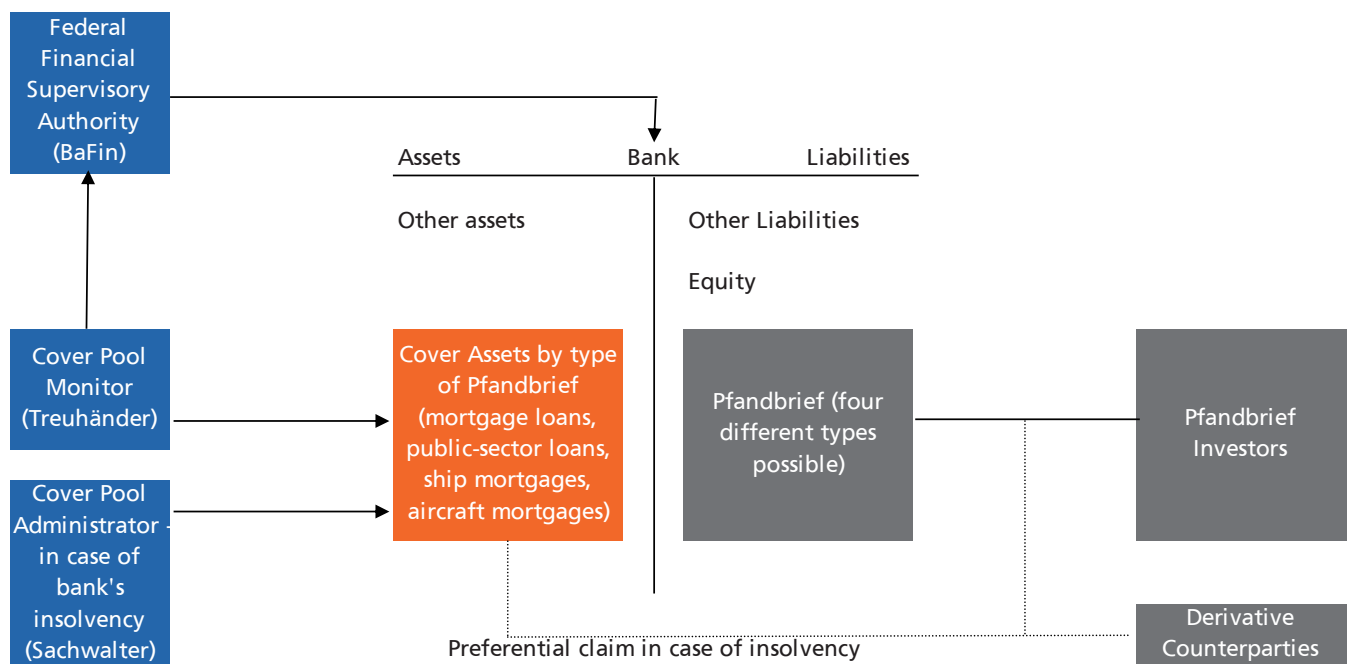 Federal
Financial
Supervisory
Authority
(BaFin)
Assets Bank Liabilities
Other assets Other Liabilities
Equity
Cover Pool
Monitor
(Treuhänder)
Cover Assets by type
of Pfandbrief
(mortgage loans,
public-sector loans,
ship mortgages,
aircraft mortgages)
Pfandbrief (four
different types
possible)
Pfandbrief
Investors
Cover Pool
Administrator -
in case of
bank's
insolvency
(Sachwalter)
Preferential claim in case of insolvency
Derivative
Counterparties